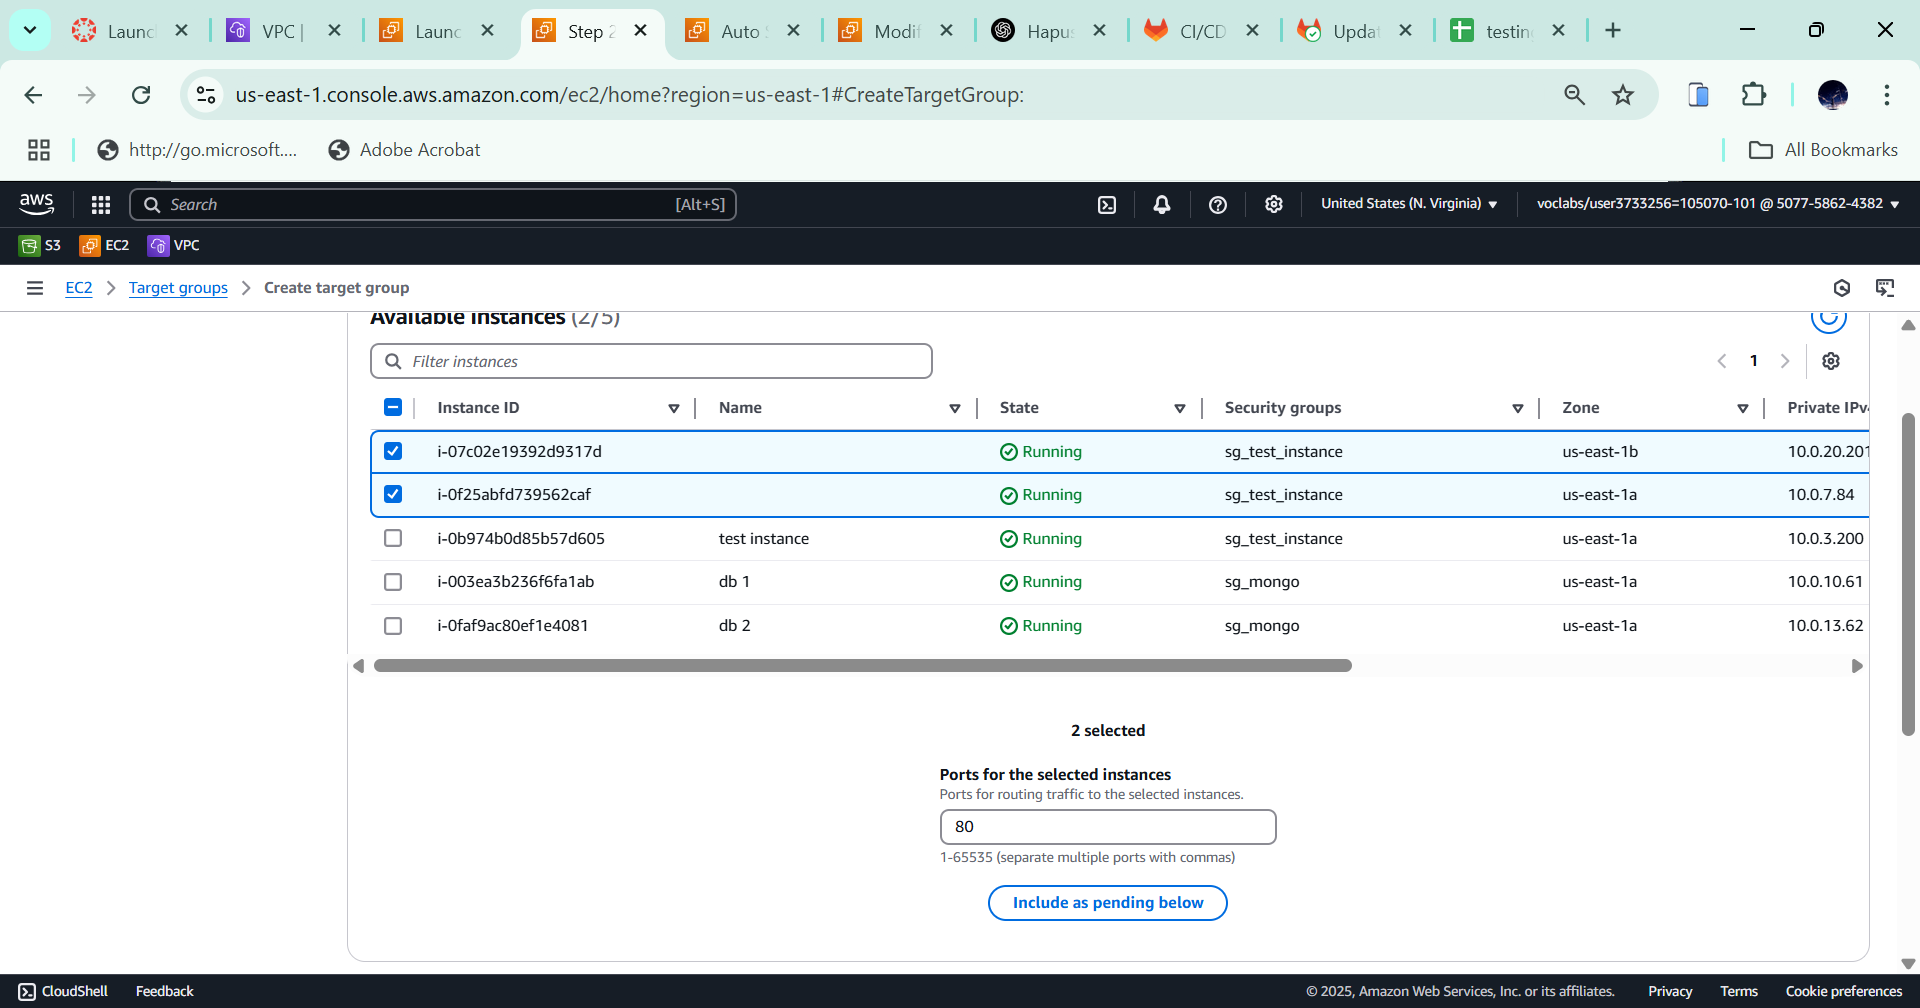 Launc
VPC |
Launc
Step 2
Auto S
Modif
Hapus
CI/CD
Updat
testing
us-east-1.console.aws.amazon.com/ec2/home?region=us-east-1#CreateTargetGroup:
http://go.microsoft....
Adobe Acrobat
All Bookmarks
aws
Search
[Alt+S]
United States (N. Virginia)
voclabs/user3733256=105070-101 @ 5077-5862-4382
S3
EC2
VPC
EC2
Target groups
Create target group
Available instances (2/5)
Filter instances
1
Instance ID Name State Security groups Zone Private IPv4
i-07c02e19392d9317d Running sg_test_instance us-east-1b 10.0.20.201
i-0f25abfd739562caf Running sg_test_instance us-east-1a 10.0.7.84
i-0b974b0d85b57d605 test instance Running sg_test_instance us-east-1a 10.0.3.200
i-003ea3b236f6fa1ab db 1 Running sg_mongo us-east-1a 10.0.10.61
i-0faf9ac80ef1e4081 db 2 Running sg_mongo us-east-1a 10.0.13.62
2 selected
Ports for the selected instances
Ports for routing traffic to the selected instances.
80
1-65535 (separate multiple ports with commas)
Include as pending below
CloudShell
Feedback
© 2025, Amazon Web Services, Inc. or its affiliates.
Privacy
Terms
Cookie preferences